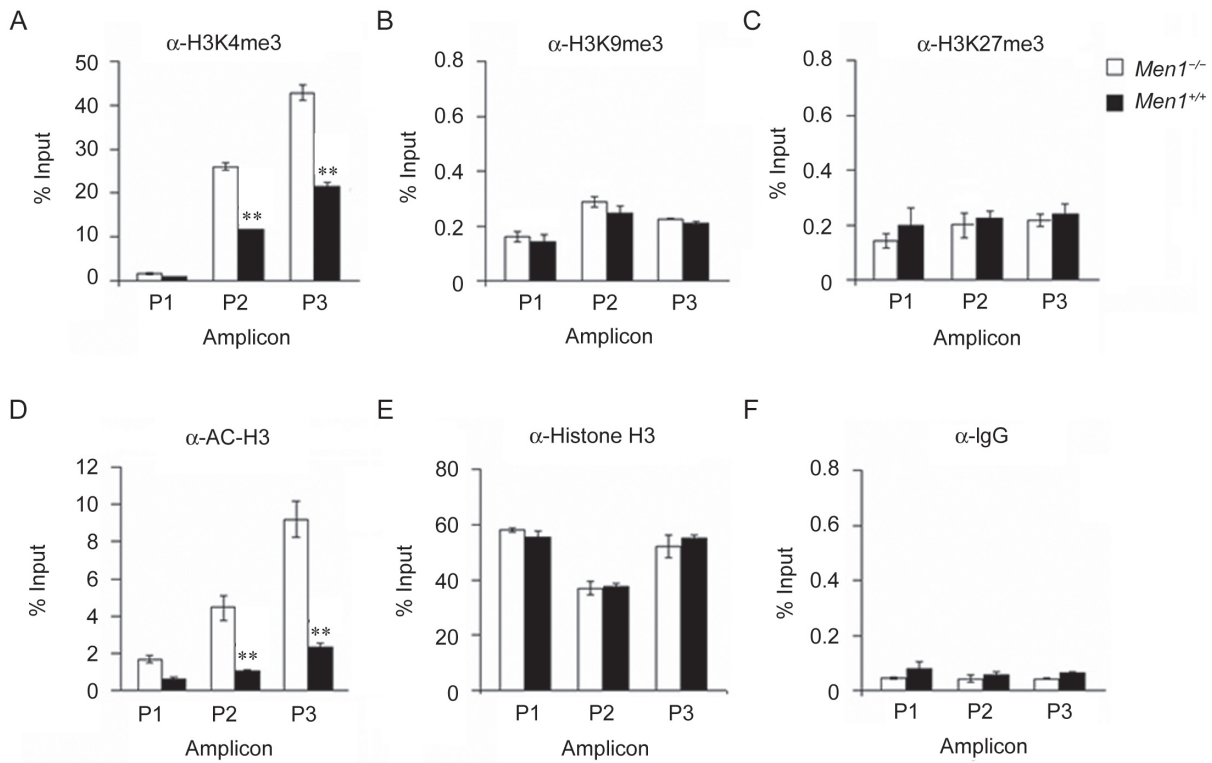 A
α-H3K4me3
50
40
30
20
10
0
% Input
**
**
P1 P2 P3
Amplicon
B
α-H3K9me3
0.8
0.6
0.4
0.2
0
% Input
P1 P2 P3
Amplicon
C
α-H3K27me3
0.8
0.6
0.4
0.2
0
% Input
P1 P2 P3
Amplicon
Men1−/−
Men1+/+
D
α-AC-H3
12
10
8
6
4
2
0
% Input
**
**
P1 P2 P3
Amplicon
E
α-Histone H3
80
60
40
20
0
% Input
P1 P2 P3
Amplicon
F
α-IgG
0.8
0.6
0.4
0.2
0
% Input
P1 P2 P3
Amplicon